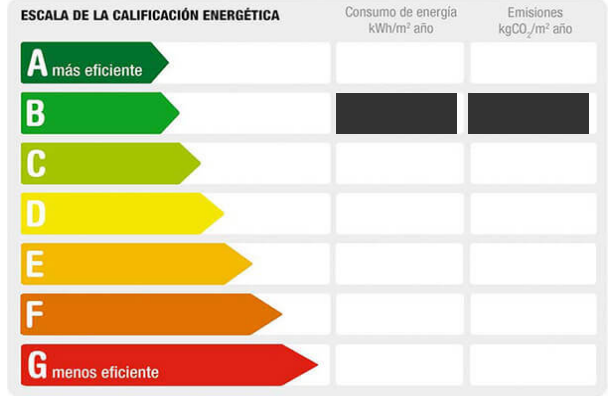 ESCALA DE LA CALIFICACIÓN ENERGÉTICA
Consumo de energía
kWh/m² año
Emisiones
kgCO₂/m² año
A más eficiente
B
C
D
E
F
G menos eficiente